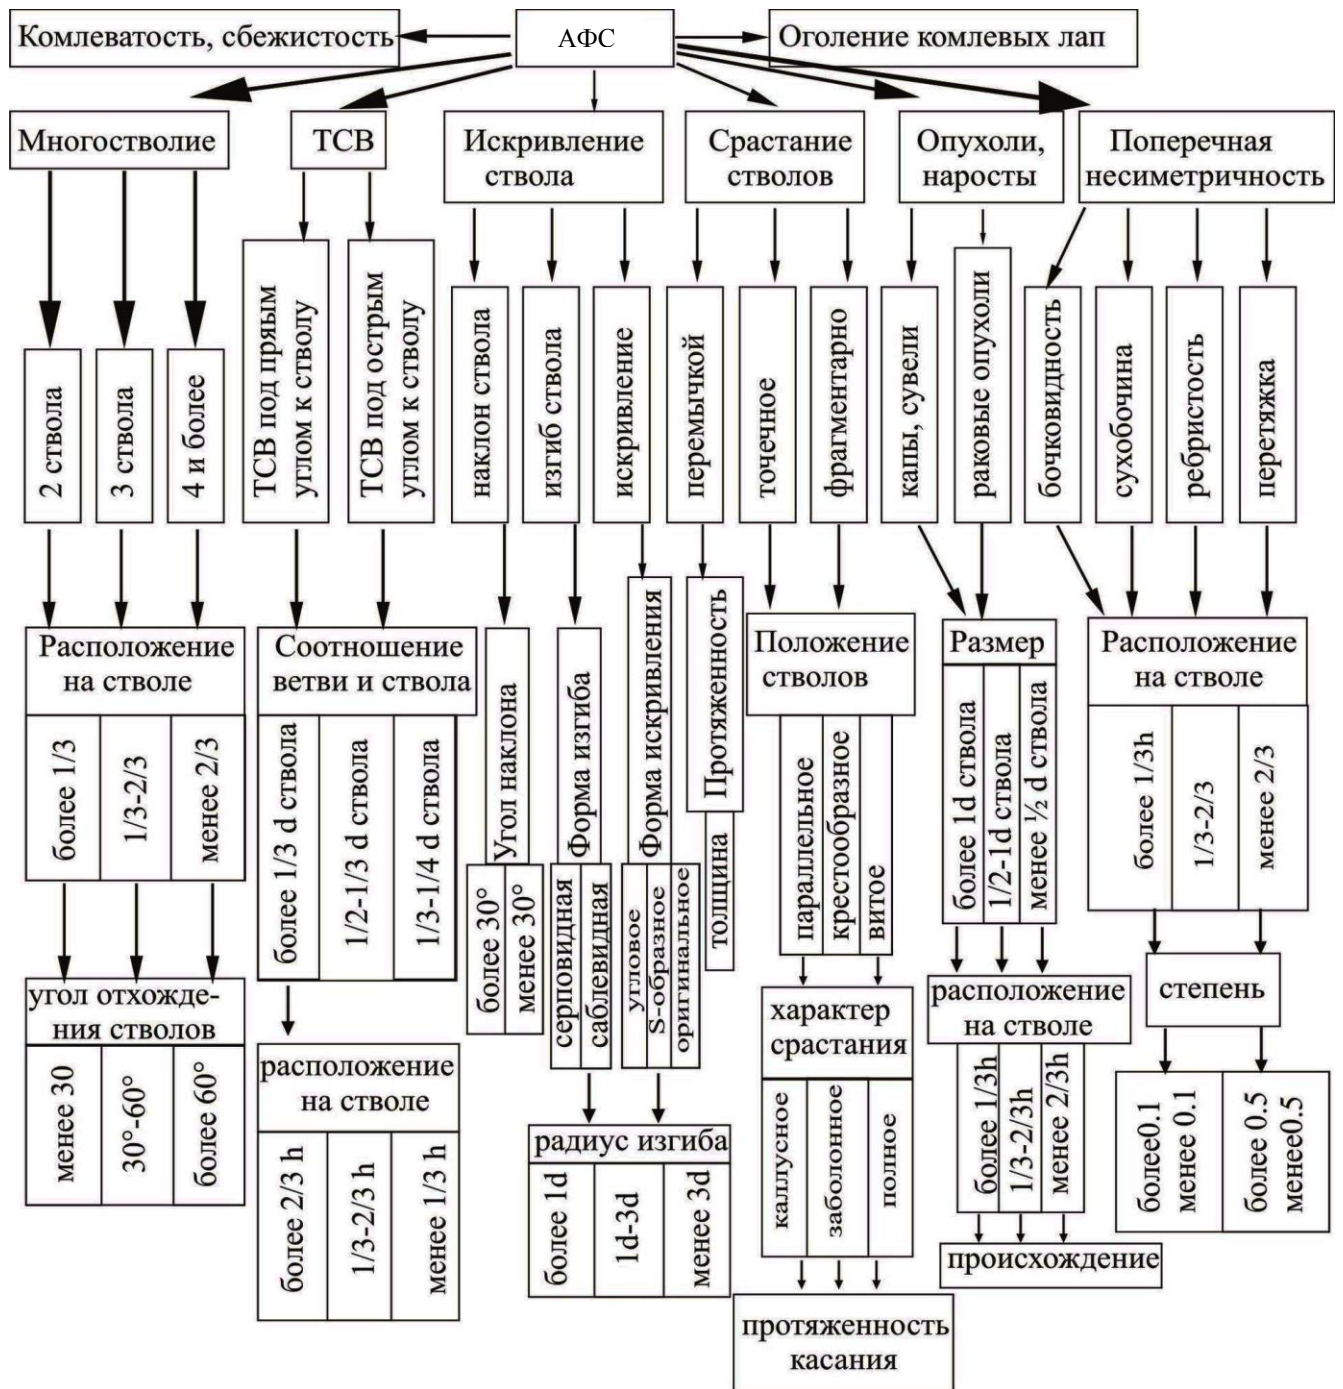 Комлеватость, сбежистость
АФС
Оголение комлевых лап
Многостволие
ТСВ
Искривление
ствола
Срастание
стволов
Опухоли,
наросты
Поперечная
несиметричность
2 ствола
3 ствола
4 и более
ТСВ под прямым
углом к стволу
ТСВ под острым
углом к стволу
наклон ствола
изгиб ствола
искривление
перемычкой
точечное
фрагментарно
капы, сувели
раковые опухоли
бочковидность
сухобочина
ребристость
перетяжка
Расположение
на стволе
более 1/3
1/3-2/3
менее 2/3
угол отхожде-
ния стволов
менее 30
30°-60°
более 60°
Соотношение
ветви и ствола
более 1/3 d ствола
1/2-1/3 d ствола
1/3-1/4 d ствола
расположение
на стволе
более 2/3 h
1/3-2/3 h
менее 1/3 h
Угол наклона
более 30°
менее 30°
Форма изгиба
серповидная
саблевидная
Форма искривления
угловое
S-образное
оригинальное
радиус изгиба
более 1d
1d-3d
менее 3d
Протяженность
толщина
Положение
стволов
параллельное
крестообразное
витое
характер
срастания
каллусное
заболонное
полное
протяженность
касания
Размер
более 1d ствола
1/2-1d ствола
менее ½ d ствола
расположение
на стволе
более 1/3h
1/3-2/3h
менее 2/3h
происхождение
Расположение
на стволе
более 1/3h
1/3-2/3
менее 2/3
степень
более0.1
менее 0.1
более 0.5
менее0.5